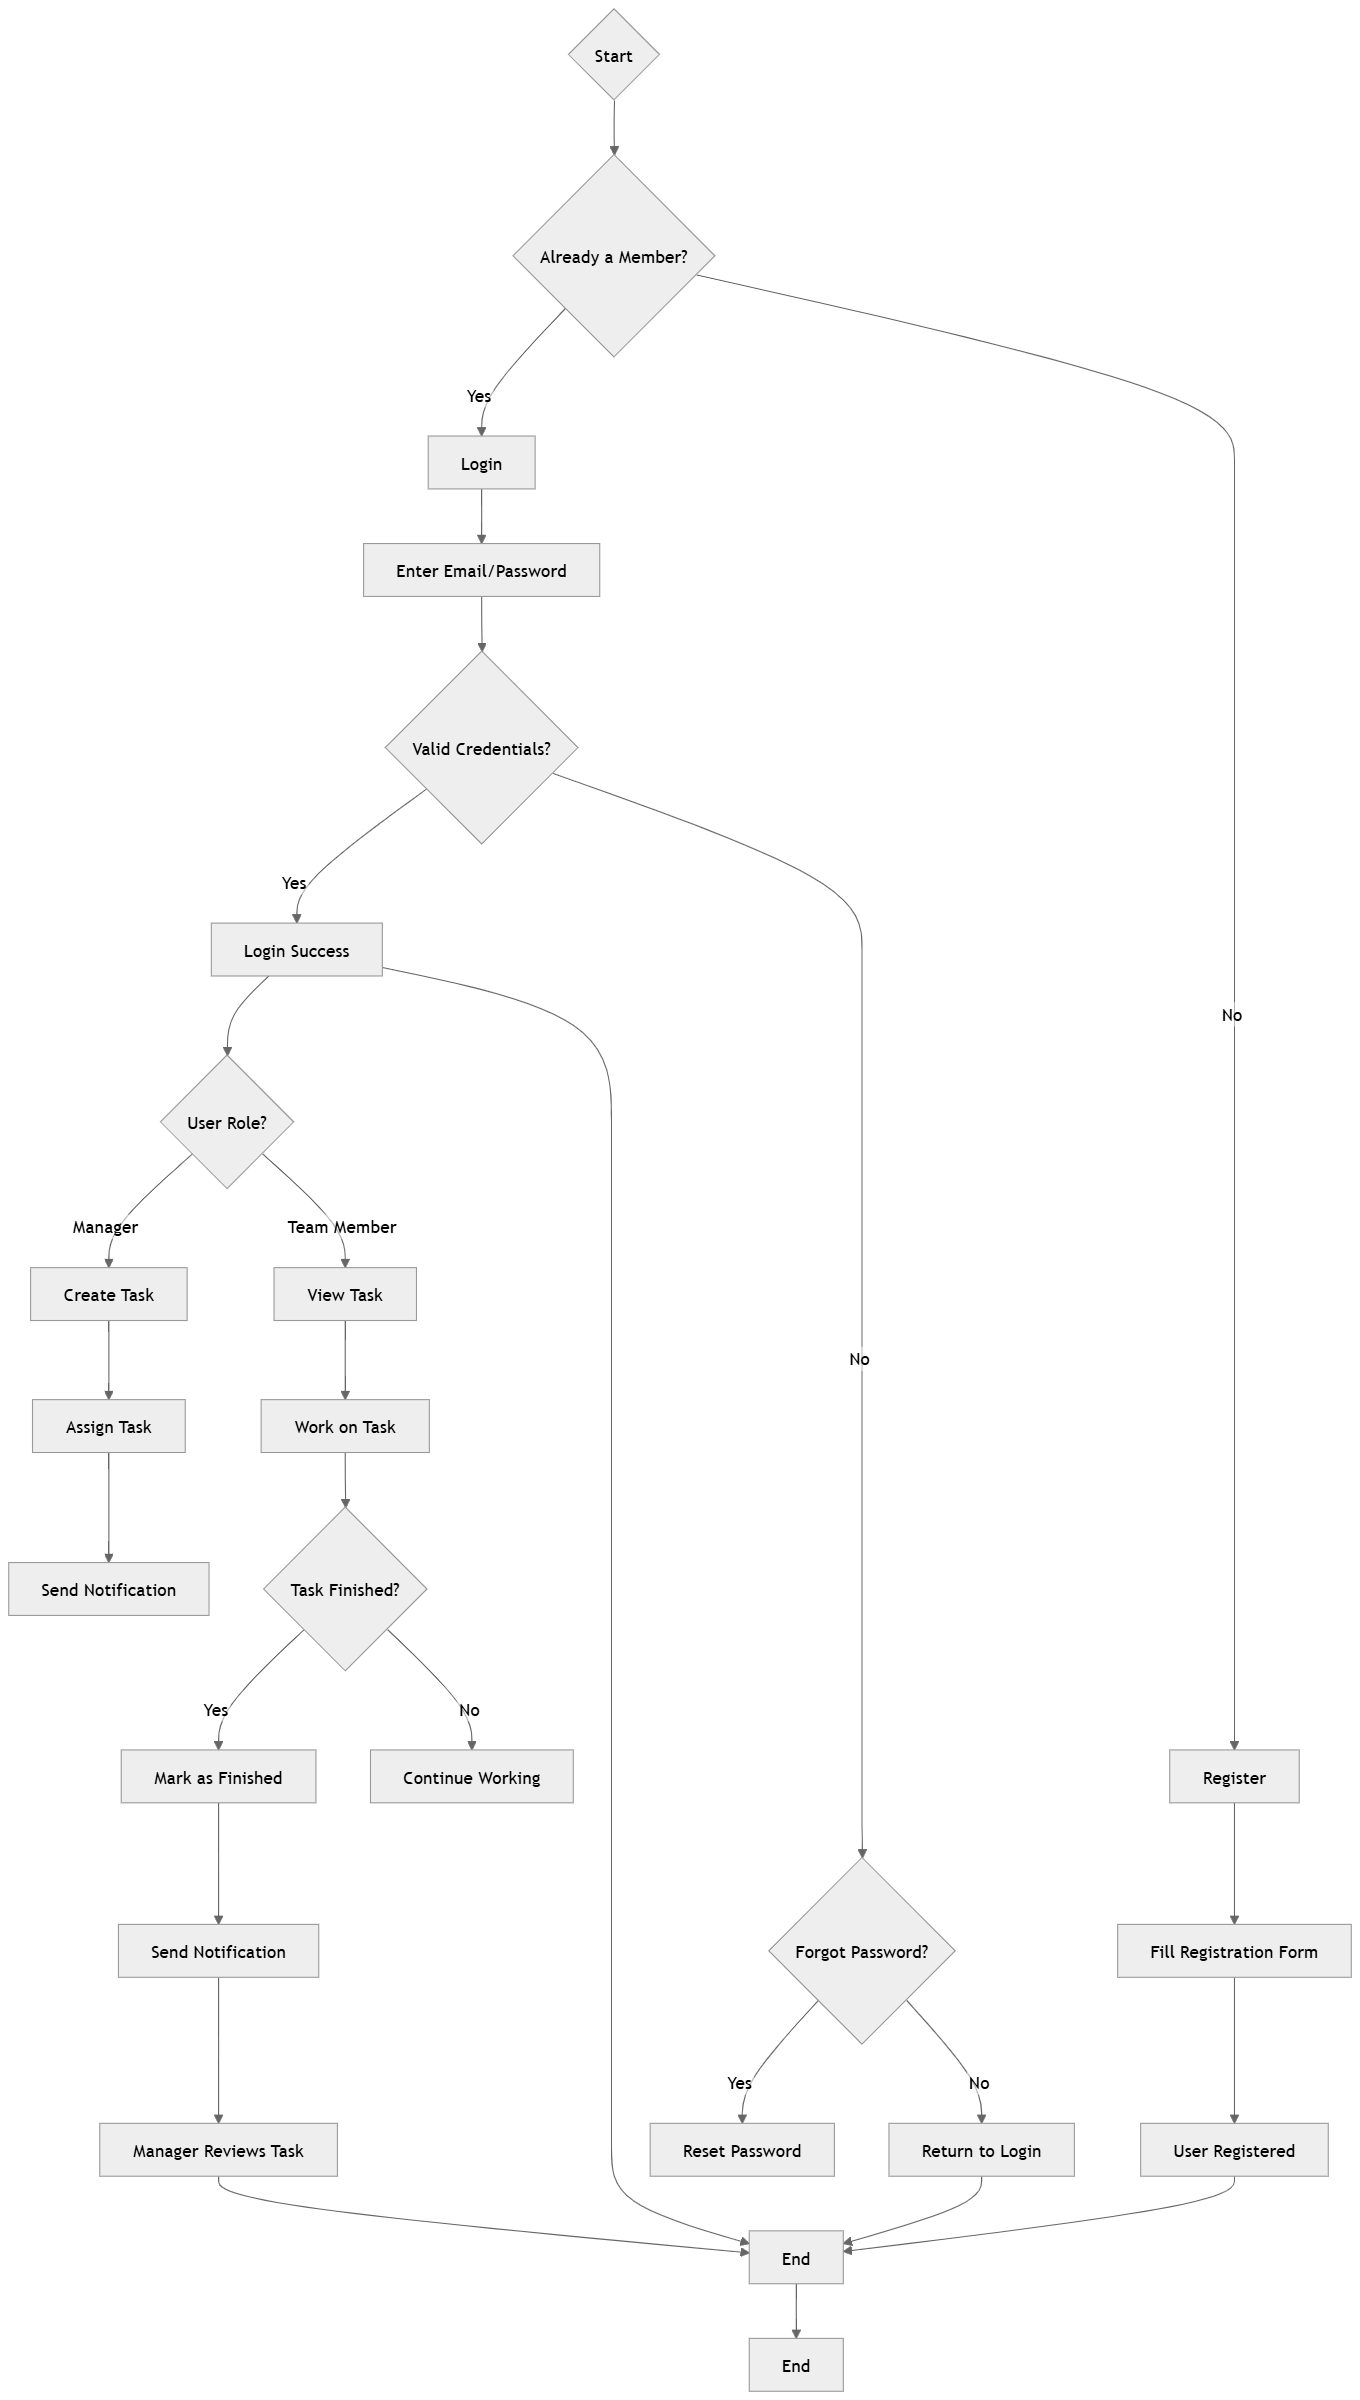 Start
Already a Member?
Yes
Login
Enter Email/Password
Valid Credentials?
Yes
Login Success
No
User Role?
Manager
Team Member
Create Task
View Task
No
Assign Task
Work on Task
Send Notification
Task Finished?
Yes
No
Mark as Finished
Continue Working
Register
Send Notification
Forgot Password?
Fill Registration Form
Yes
No
Manager Reviews Task
Reset Password
Return to Login
User Registered
End
End